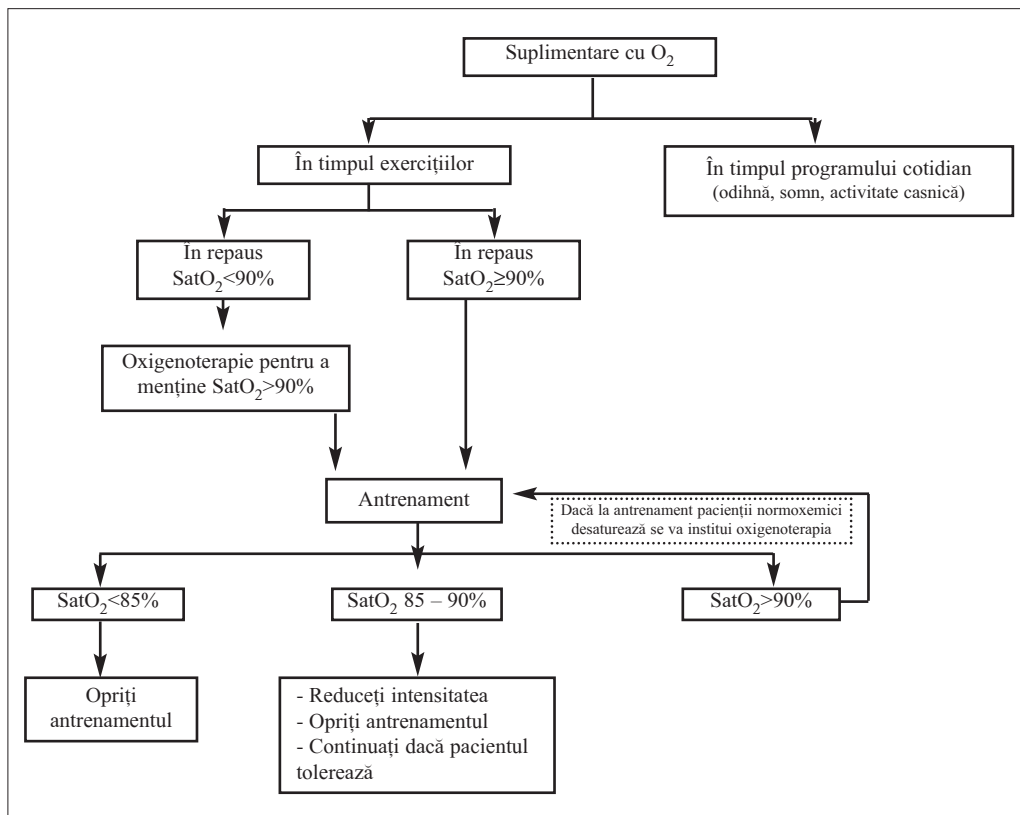 Suplimentare cu O₂
În timpul exercițiilor
În timpul programului cotidian
(odihnă, somn, activitate casnică)
În repaus
SatO₂<90%
În repaus
SatO₂≥90%
Oxigenoterapie pentru a
menține SatO₂>90%
Antrenament
Dacă la antrenament pacienții normoxemici
desaturează se va institui oxigenoterapia
SatO₂<85%
SatO₂ 85 – 90%
SatO₂>90%
Opriți
antrenamentul
- Reduceți intensitatea
- Opriți antrenamentul
- Continuați dacă pacientul
tolerează